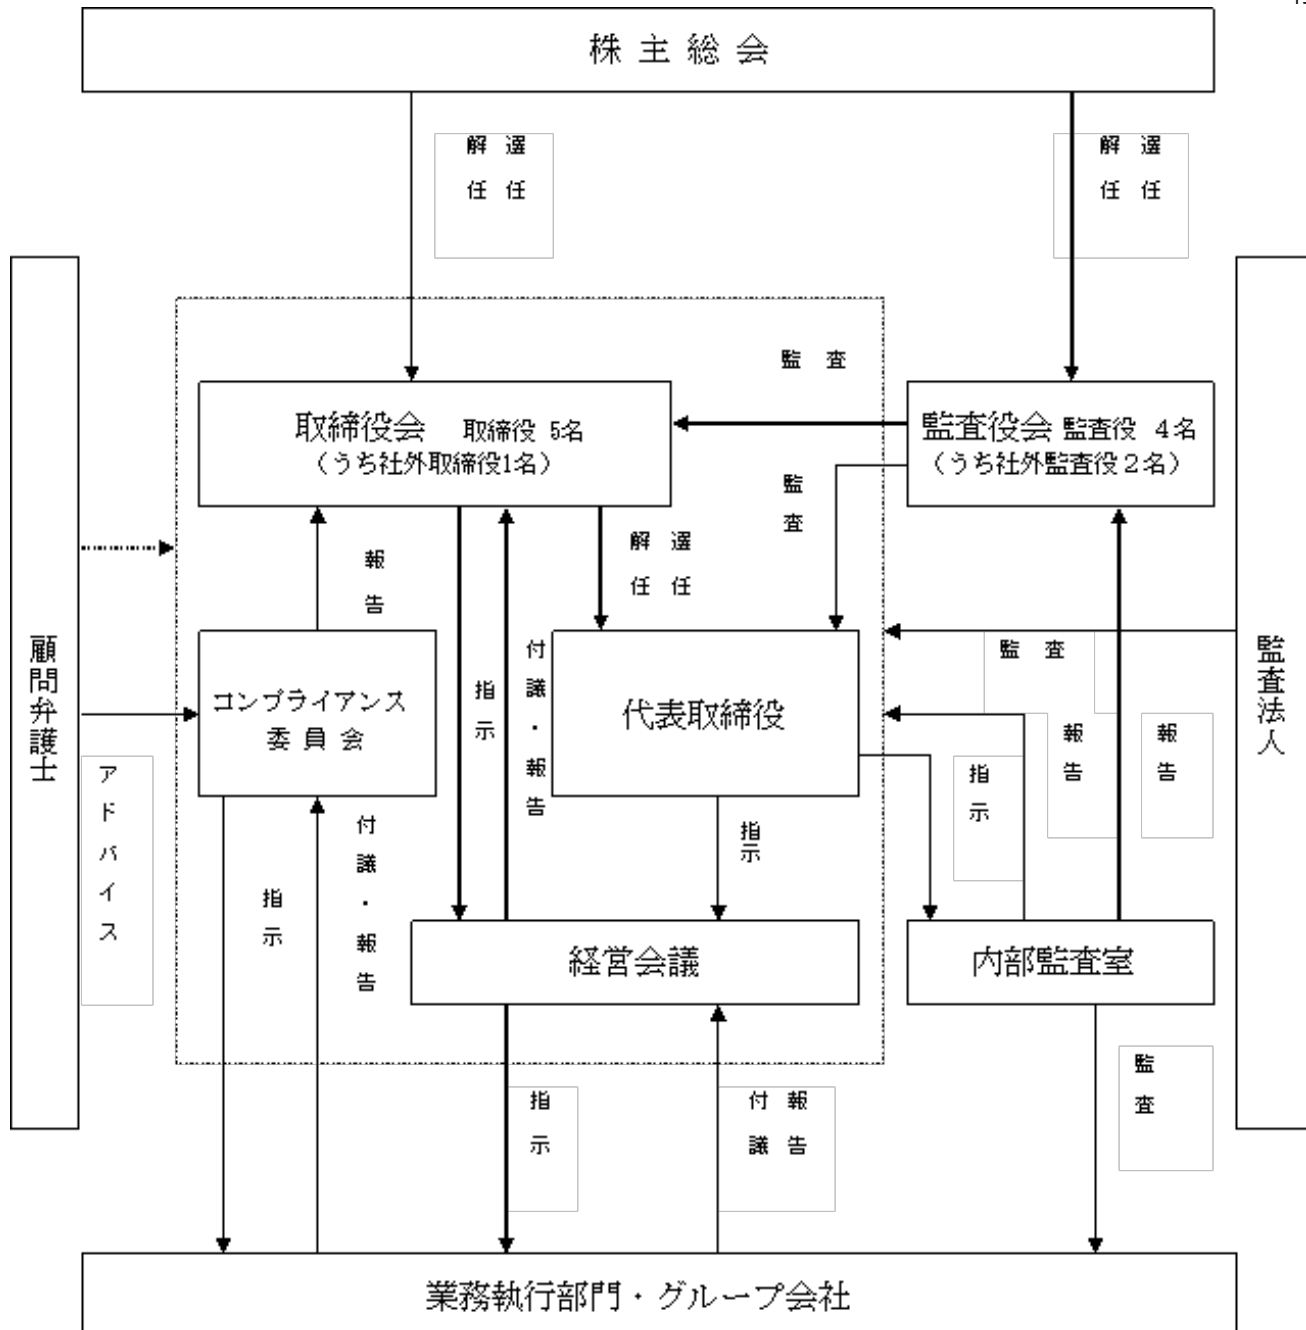 株主総会
選任
解任
選任
解任
監査
取締役会 取締役 5名
(うち社外取締役1名)
監査役会 監査役 4名
(うち社外監査役2名)
監査
選任
解任
報告
顧問弁護士
監査法人
コンプライアンス
委員会
指示
付議・報告
代表取締役
監査
報告
報告
指示
アドバイス
指示
付議・報告
指示
経営会議
内部監査室
指示
報告
付議
監査
業務執行部門・グループ会社